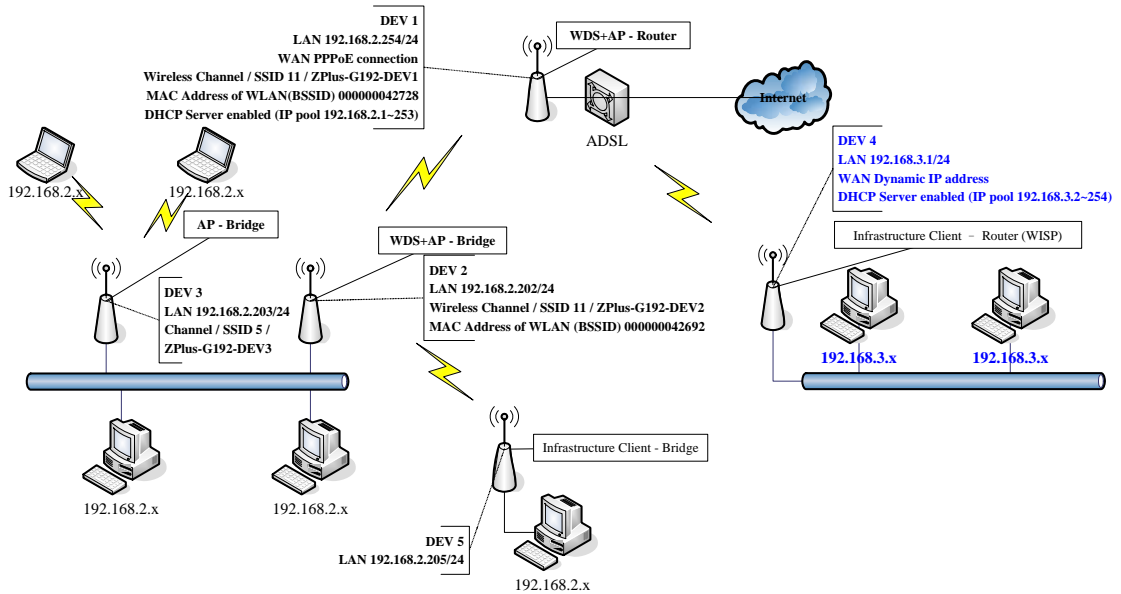 DEV 1
LAN 192.168.2.254/24
WAN PPPoE connection
Wireless Channel / SSID 11 / ZPlus-G192-DEV1
MAC Address of WLAN(BSSID) 000000042728
DHCP Server enabled (IP pool 192.168.2.1~253)
WDS+AP - Router
ADSL
Internet
DEV 4
LAN 192.168.3.1/24
WAN Dynamic IP address
DHCP Server enabled (IP pool 192.168.3.2~254)
192.168.2.x
192.168.2.x
AP - Bridge
WDS+AP - Bridge
Infrastructure Client – Router (WISP)
DEV 3
LAN 192.168.2.203/24
Channel / SSID 5 /
ZPlus-G192-DEV3
DEV 2
LAN 192.168.2.202/24
Wireless Channel / SSID 11 / ZPlus-G192-DEV2
MAC Address of WLAN (BSSID) 000000042692
192.168.3.x
192.168.3.x
Infrastructure Client - Bridge
192.168.2.x
192.168.2.x
DEV 5
LAN 192.168.2.205/24
192.168.2.x